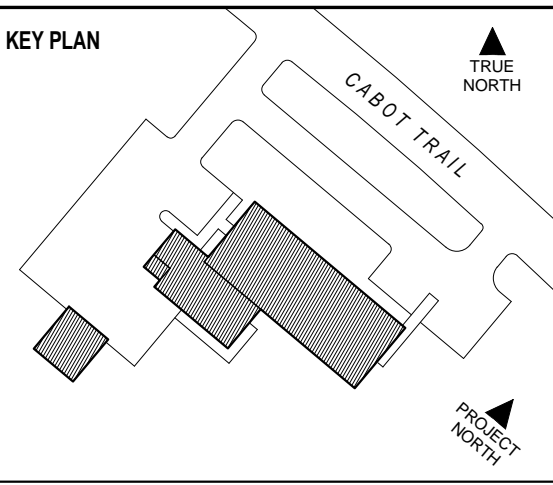 KEY PLAN
TRUE
NORTH
CABOT TRAIL
PROJECT
NORTH